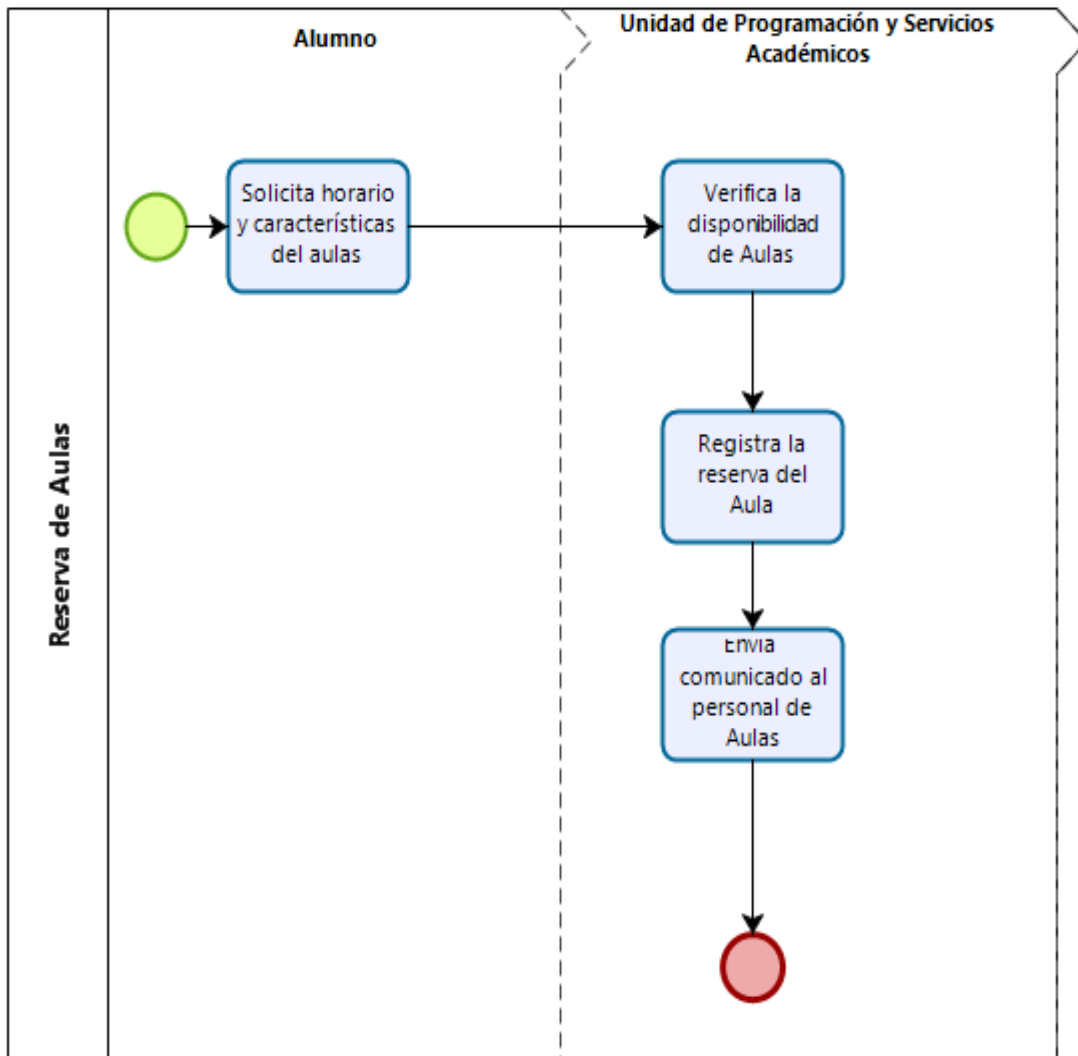 Alumno
Unidad de Programación y Servicios
Académicos
Reserva de Aulas
Solicita horario
y características
del aulas
Verifica la
disponibilidad
de Aulas
Registra la
reserva del
Aula
Envia
comunicado al
personal de
Aulas